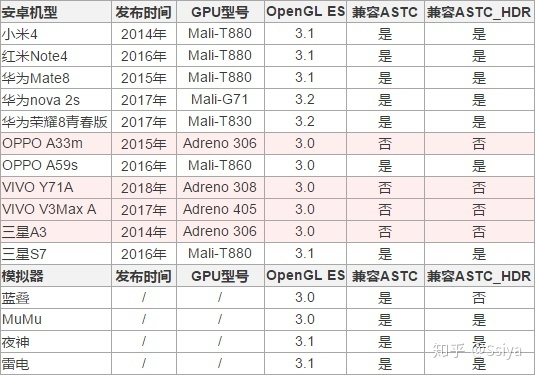 安卓机型 发布时间 GPU型号 OpenGL ES 兼容ASTC 兼容ASTC_HDR
小米4 2014年 Mali-T880 3.1 是 是
红米Note4 2016年 Mali-T880 3.1 是 是
华为Mate8 2015年 Mali-T880 3.1 是 是
华为nova 2s 2017年 Mali-G71 3.2 是 是
华为荣耀8青春版 2017年 Mali-T830 3.2 是 是
OPPO A33m 2015年 Adreno 306 3.0 否 否
OPPO A59s 2016年 Mali-T860 3.0 是 是
VIVO Y71A 2018年 Adreno 308 3.0 否 否
VIVO V3Max A 2017年 Adreno 405 3.0 否 否
三星A3 2014年 Adreno 306 3.0 否 否
三星S7 2016年 Mali-T880 3.1 是 是
模拟器 发布时间 GPU型号 OpenGL ES 兼容ASTC 兼容ASTC_HDR
蓝叠 / / 3.0 是 否
MuMu / / 3.0 是 是
夜神 / / 3.1 是 是
雷电 / / 3.1 是 是
知乎 @Ssiya